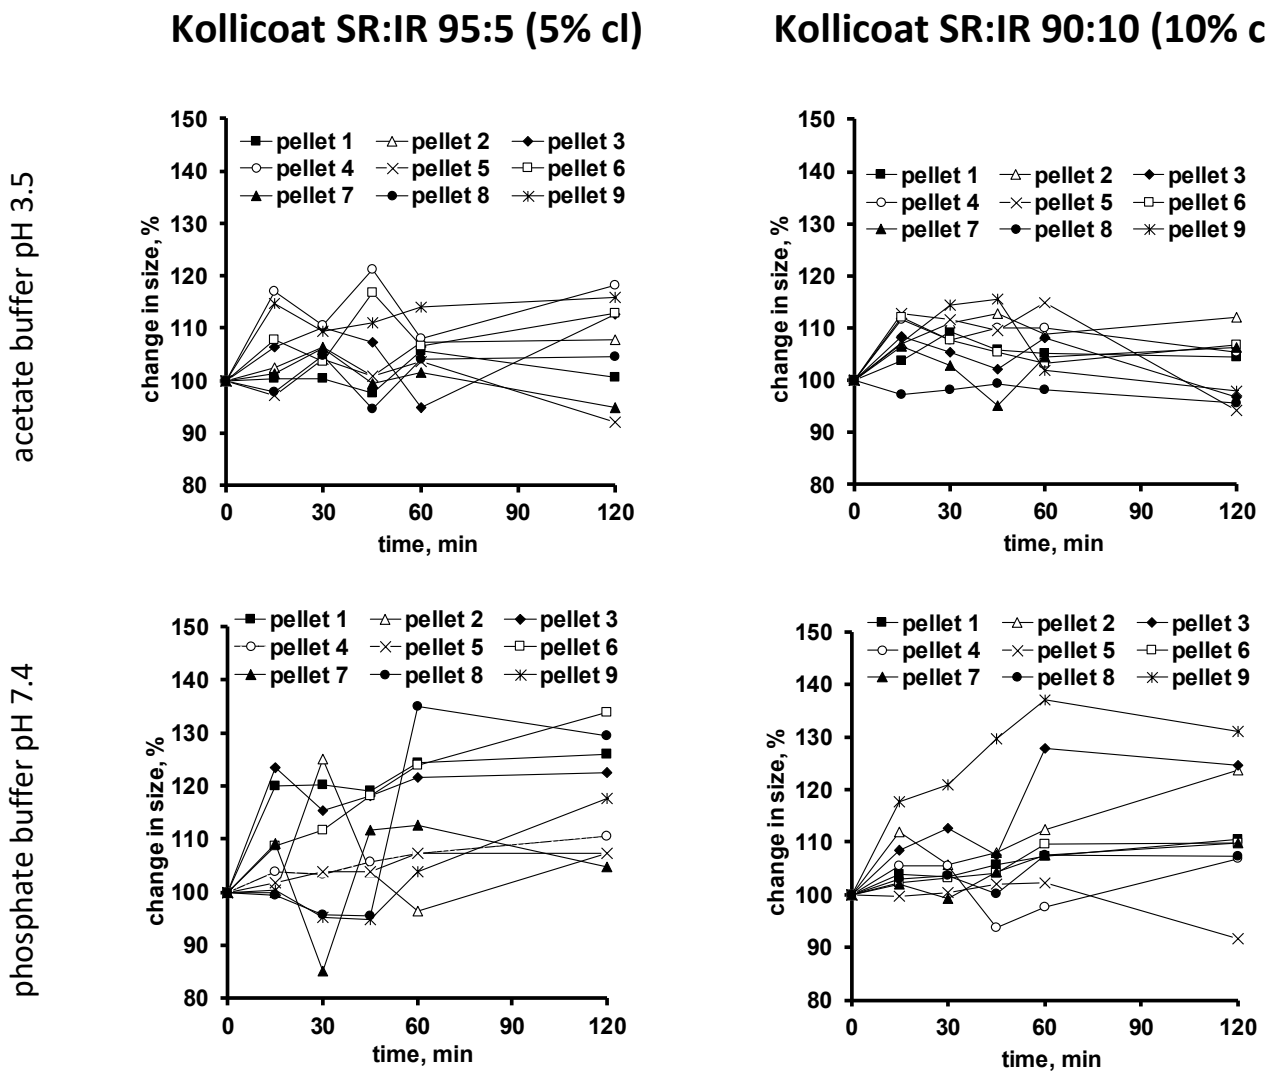 Kollicoat SR:IR 95:5 (5% cl)
Kollicoat SR:IR 90:10 (10% c
acetate buffer pH 3.5
change in size, %
150
140
130
120
110
100
90
80
pellet 1 pellet 2 pellet 3
pellet 4 pellet 5 pellet 6
pellet 7 pellet 8 pellet 9
0 30 60 90 120
time, min
change in size, %
150
140
130
120
110
100
90
80
pellet 1 pellet 2 pellet 3
pellet 4 pellet 5 pellet 6
pellet 7 pellet 8 pellet 9
0 30 60 90 120
time, min
phosphate buffer pH 7.4
change in size, %
150
140
130
120
110
100
90
80
pellet 1 pellet 2 pellet 3
pellet 4 pellet 5 pellet 6
pellet 7 pellet 8 pellet 9
0 30 60 90 120
time, min
change in size, %
150
140
130
120
110
100
90
80
pellet 1 pellet 2 pellet 3
pellet 4 pellet 5 pellet 6
pellet 7 pellet 8 pellet 9
0 30 60 90 120
time, min